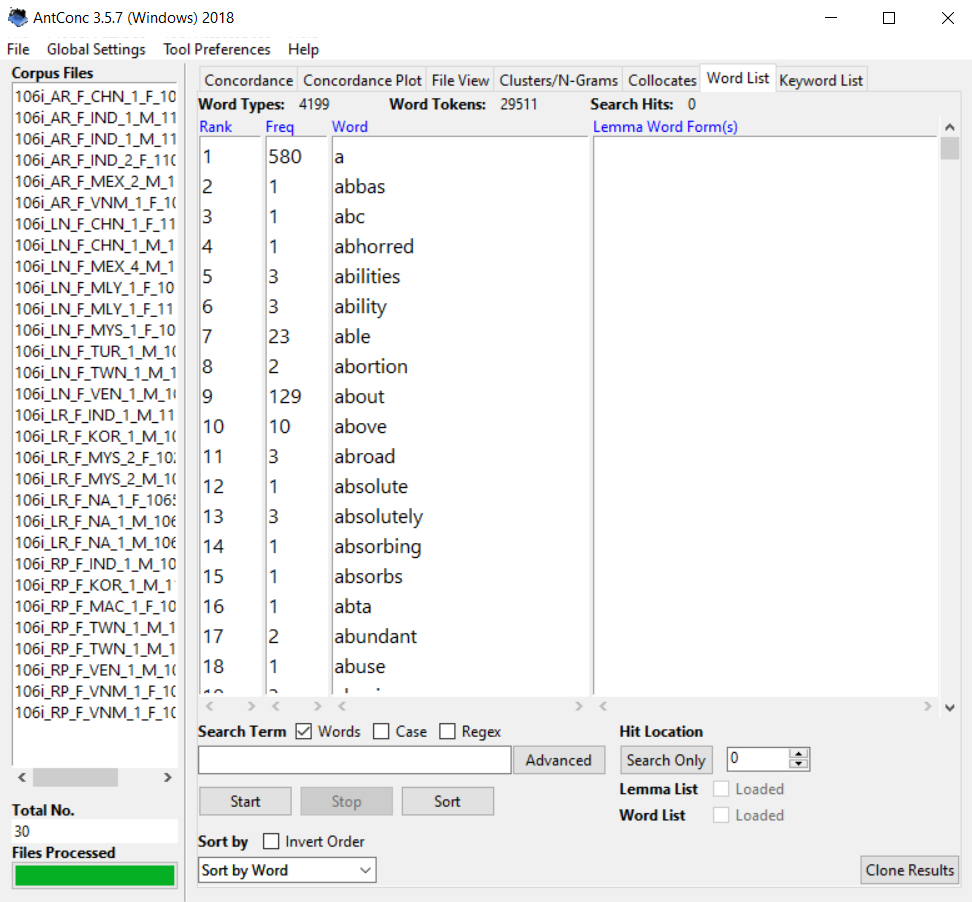 AntConc 3.5.7 (Windows) 2018
File Global Settings Tool Preferences Help
Corpus Files
106i_AR_F_CHN_1_F_10
106i_AR_F_IND_1_M_11
106i_AR_F_IND_1_M_11
106i_AR_F_IND_2_F_110
106i_AR_F_MEX_2_M_1
106i_AR_F_VNM_1_F_10
106i_LN_F_CHN_1_F_11
106i_LN_F_CHN_1_M_1
106i_LN_F_MEX_4_M_1
106i_LN_F_MLY_1_F_10
106i_LN_F_MLY_1_F_11
106i_LN_F_MYS_1_F_10
106i_LN_F_TUR_1_M_10
106i_LN_F_TWN_1_M_1
106i_LN_F_VEN_1_M_10
106i_LR_F_IND_1_M_11
106i_LR_F_KOR_1_M_10
106i_LR_F_MYS_2_F_102
106i_LR_F_MYS_2_M_10
106i_LR_F_NA_1_F_1065
106i_LR_F_NA_1_M_106
106i_LR_F_NA_1_M_106
106i_RP_F_IND_1_M_10
106i_RP_F_KOR_1_M_1
106i_RP_F_MAC_1_F_10
106i_RP_F_TWN_1_M_1
106i_RP_F_TWN_1_M_1
106i_RP_F_VEN_1_M_10
106i_RP_F_VNM_1_F_10
106i_RP_F_VNM_1_F_10
Total No.
30
Files Processed
Concordance Concordance Plot File View Clusters/N-Grams Collocates Word List Keyword List
Word Types: 4199 Word Tokens: 29511 Search Hits: 0
Rank Freq Word Lemma Word Form(s)
1 580 a
2 1 abbas
3 1 abc
4 1 abhorred
5 3 abilities
6 3 ability
7 23 able
8 2 abortion
9 129 about
10 10 above
11 3 abroad
12 1 absolute
13 3 absolutely
14 1 absorbing
15 1 absorbs
16 1 abta
17 2 abundant
18 1 abuse
Search Term Words Case Regex Hit Location
Advanced Search Only 0
Start Stop Sort Lemma List Loaded
Word List Loaded
Sort by Invert Order
Sort by Word Clone Results